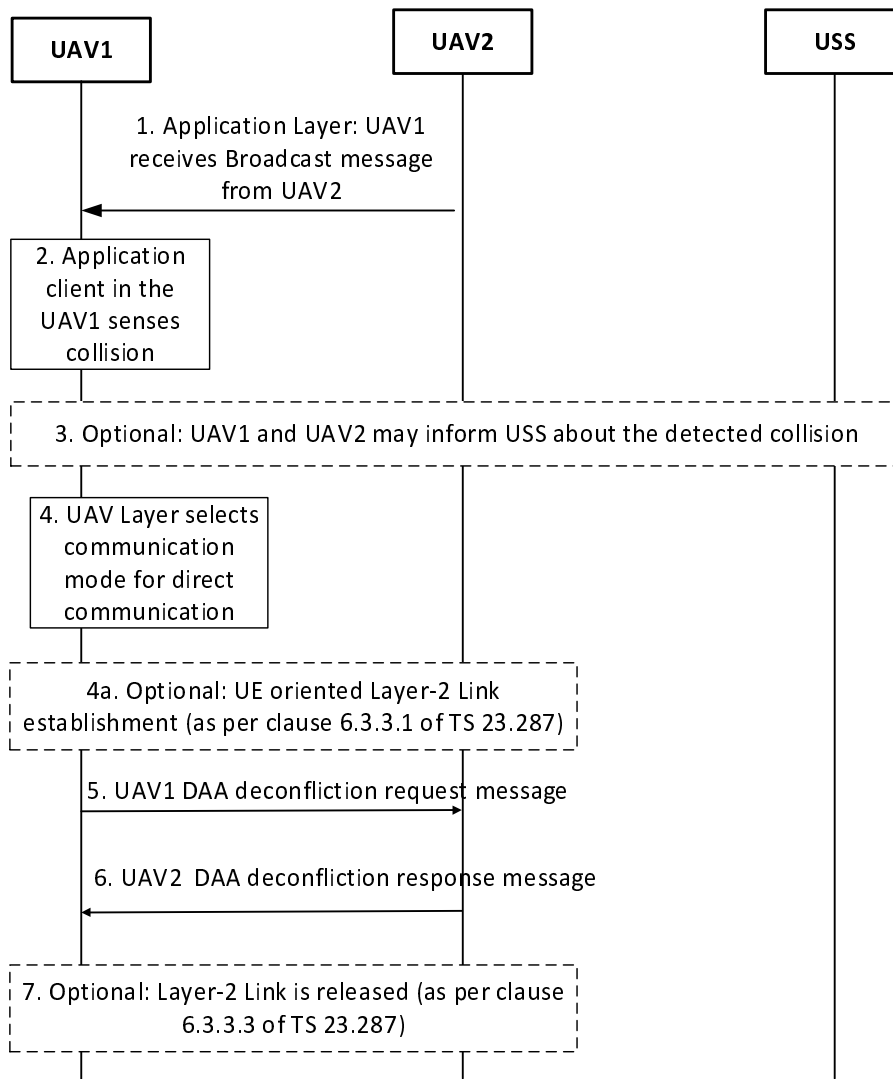 UAV1
UAV2
USS
1. Application Layer: UAV1
receives Broadcast message
from UAV2
2. Application
client in the
UAV1 senses
collision
3. Optional: UAV1 and UAV2 may inform USS about the detected collision
4. UAV Layer selects
communication
mode for direct
communication
4a. Optional: UE oriented Layer-2 Link
establishment (as per clause 6.3.3.1 of TS 23.287)
5. UAV1 DAA deconfliction request message
6. UAV2 DAA deconfliction response message
7. Optional: Layer-2 Link is released (as per clause
6.3.3.3 of TS 23.287)